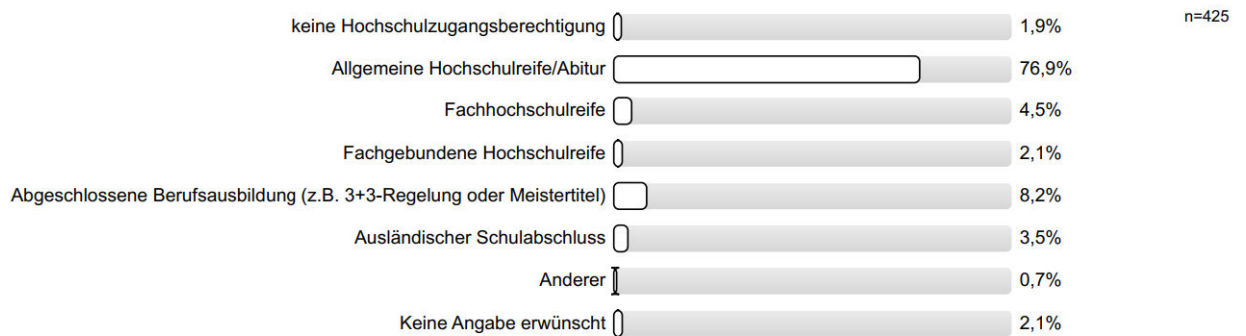 keine Hochschulzugangsberechtigung 1,9%
n=425
Allgemeine Hochschulreife/Abitur 76,9%
Fachhochschulreife 4,5%
Fachgebundene Hochschulreife 2,1%
Abgeschlossene Berufsausbildung (z.B. 3+3-Regelung oder Meistertitel) 8,2%
Ausländischer Schulabschluss 3,5%
Anderer 0,7%
Keine Angabe erwünscht 2,1%